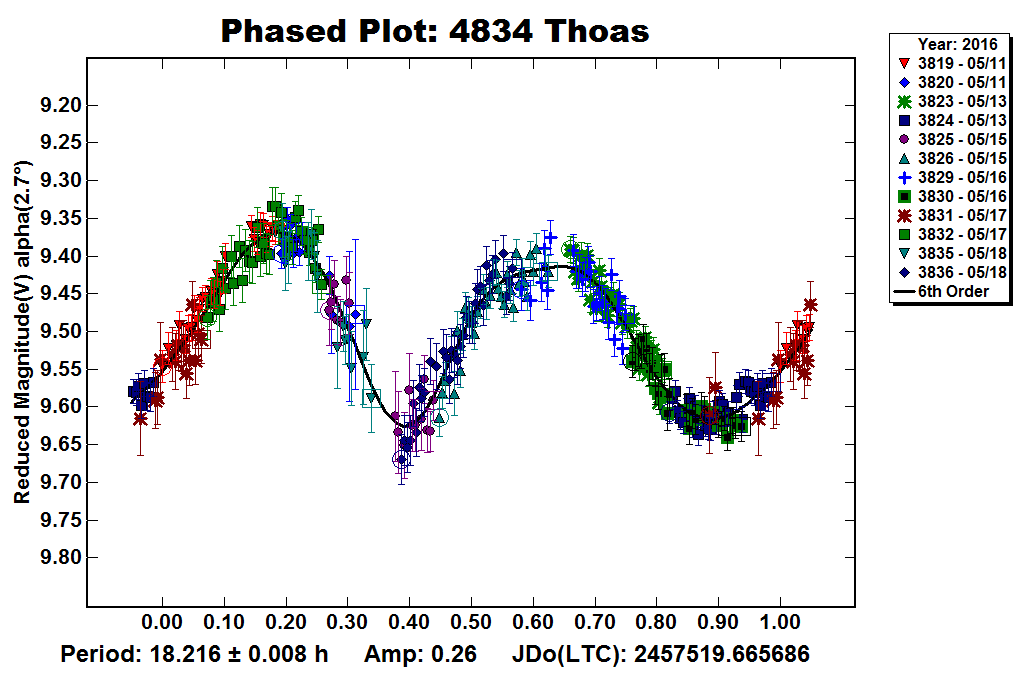 Phased Plot: 4834 Thoas
Year: 2016
3819 - 05/11
3820 - 05/11
3823 - 05/13
3824 - 05/13
3825 - 05/15
3826 - 05/15
3829 - 05/16
3830 - 05/16
3831 - 05/17
3832 - 05/17
3835 - 05/18
3836 - 05/18
6th Order
Reduced Magnitude(V) alpha(2.7°)
9.20
9.25
9.30
9.35
9.40
9.45
9.50
9.55
9.60
9.65
9.70
9.75
9.80
0.00 0.10 0.20 0.30 0.40 0.50 0.60 0.70 0.80 0.90 1.00
Period: 18.216 ± 0.008 h Amp: 0.26 JDo(LTC): 2457519.665686